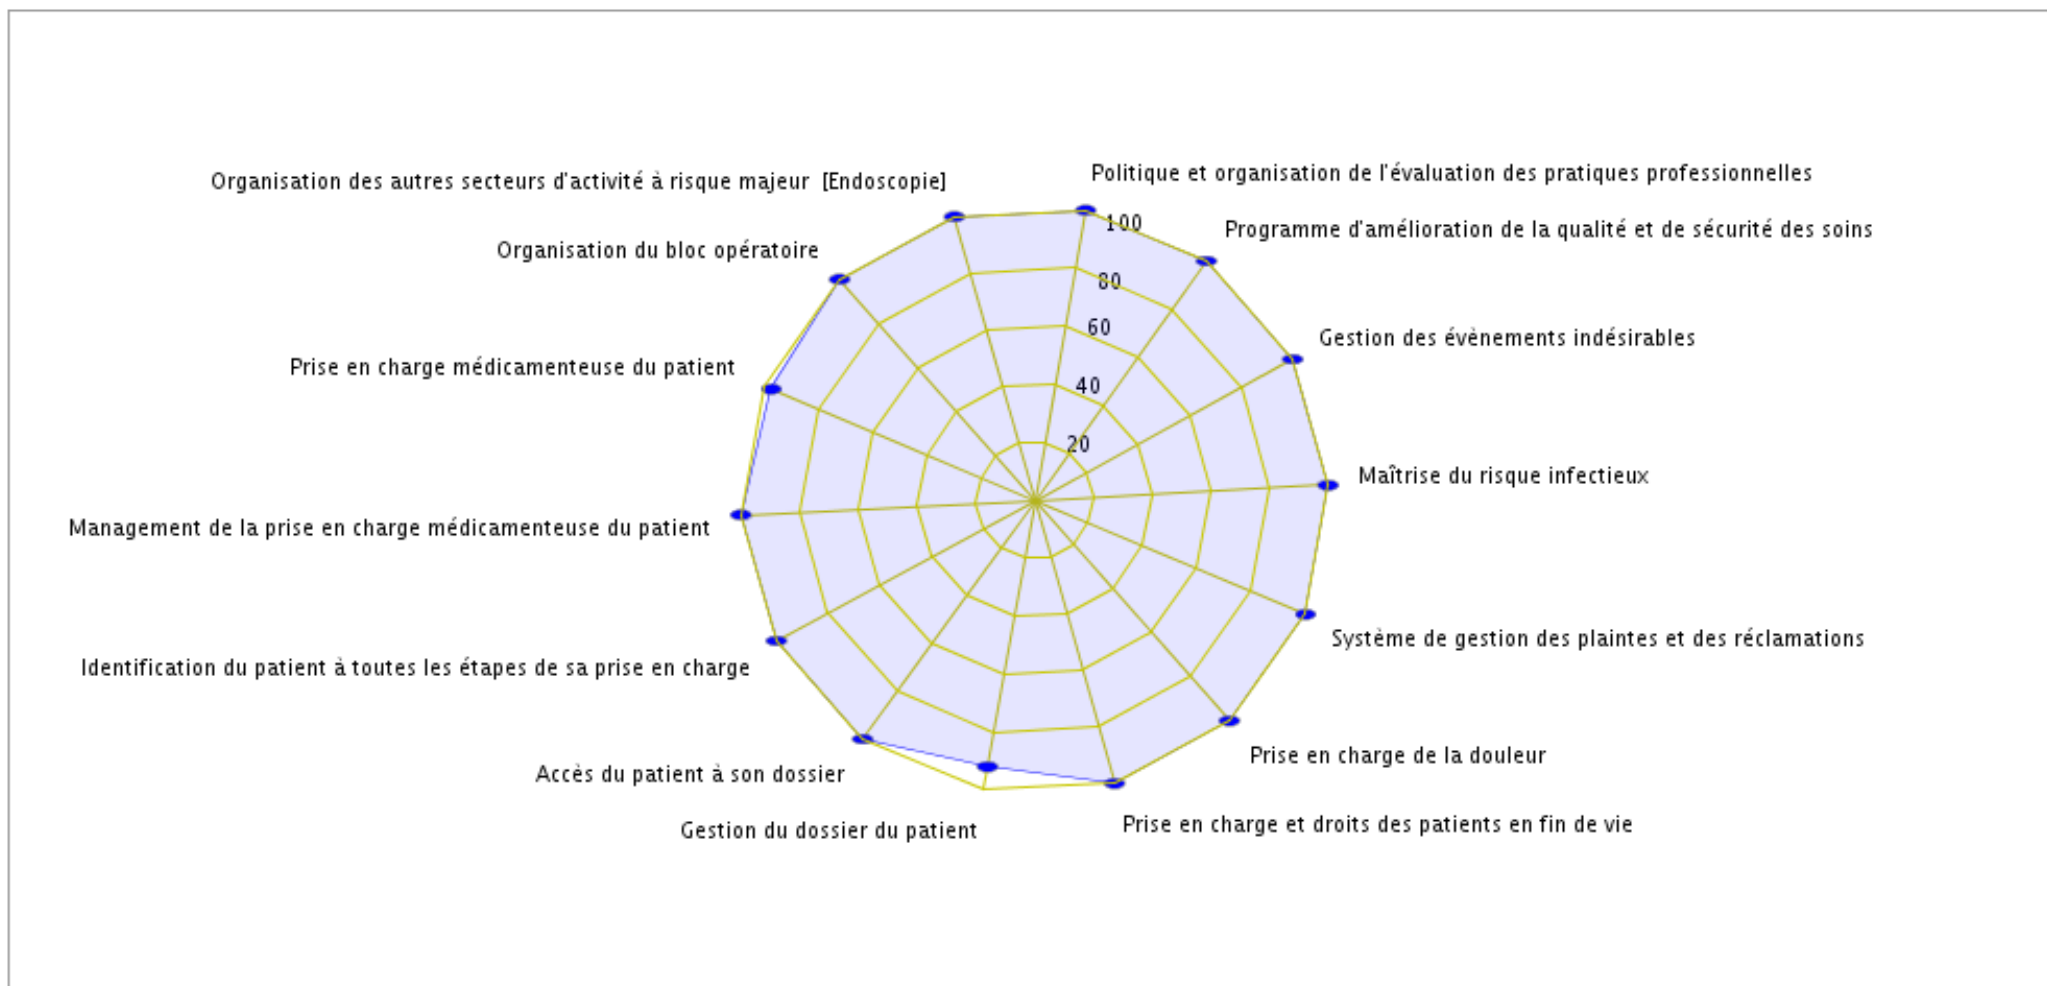 Politique et organisation de l'évaluation des pratiques professionnelles
Organisation des autres secteurs d'activité à risque majeur [Endoscopie]
100
Programme d'amélioration de la qualité et de sécurité des soins
Organisation du bloc opératoire
80
60
Gestion des évènements indésirables
Prise en charge médicamenteuse du patient
40
20
Maîtrise du risque infectieux
Management de la prise en charge médicamenteuse du patient
Système de gestion des plaintes et des réclamations
Identification du patient à toutes les étapes de sa prise en charge
Prise en charge de la douleur
Accès du patient à son dossier
Prise en charge et droits des patients en fin de vie
Gestion du dossier du patient